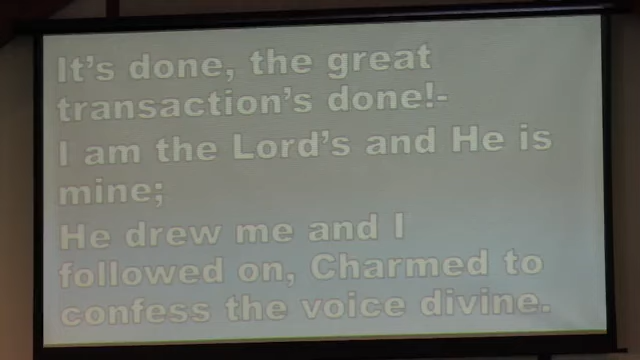 It's done, the great
transaction's done!-
I am the Lord's and He is
mine;
He drew me and I
followed on, Charmed to
confess the voice divine.